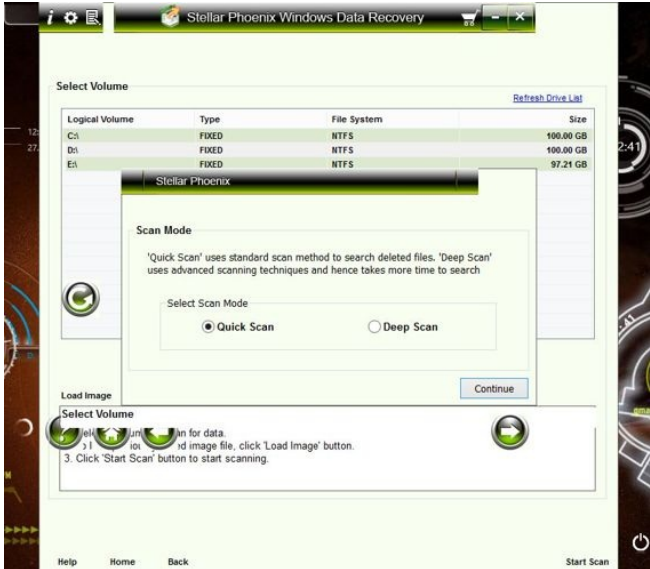 Stellar Phoenix Windows Data Recovery
Select Volume
Refresh Drive List
Logical Volume Type File System Size
C:\ FIXED NTFS 100.00 GB
D:\ FIXED NTFS 100.00 GB
E:\ FIXED NTFS 97.21 GB
12:
27.
2:41
Stellar Phoenix
Scan Mode
'Quick Scan' uses standard scan method to search deleted files. 'Deep Scan'
uses advanced scanning techniques and hence takes more time to search
Select Scan Mode
Quick Scan Deep Scan
Continue
Load Image
Select Volume
for data.
image file, click 'Load Image' button.
3. Click 'Start Scan' button to start scanning.
Help Home Back Start Scan